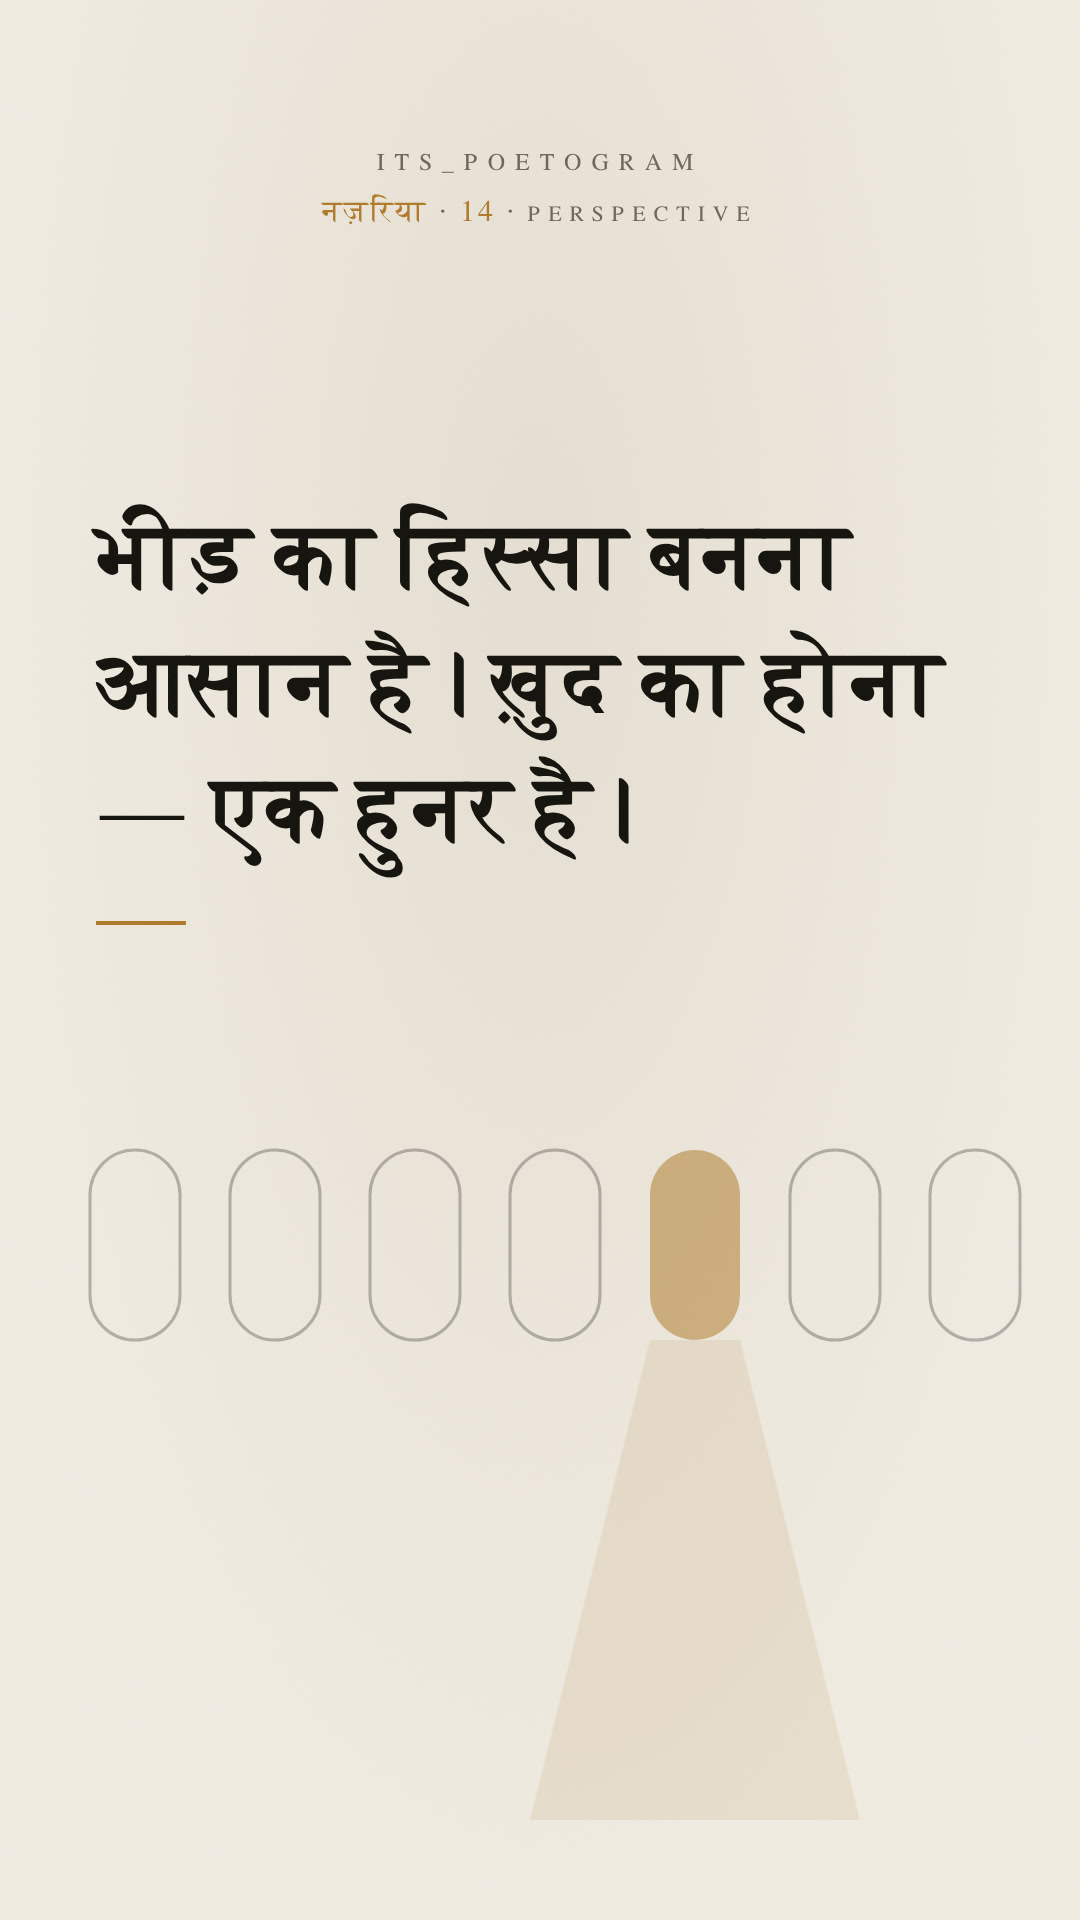 ITS_POETOGRAM
नज़रिया · 14 · PERSPECTIVE
भीड़ का हिस्सा बनना
आसान है। ख़ुद का होना
— एक हुनर है।